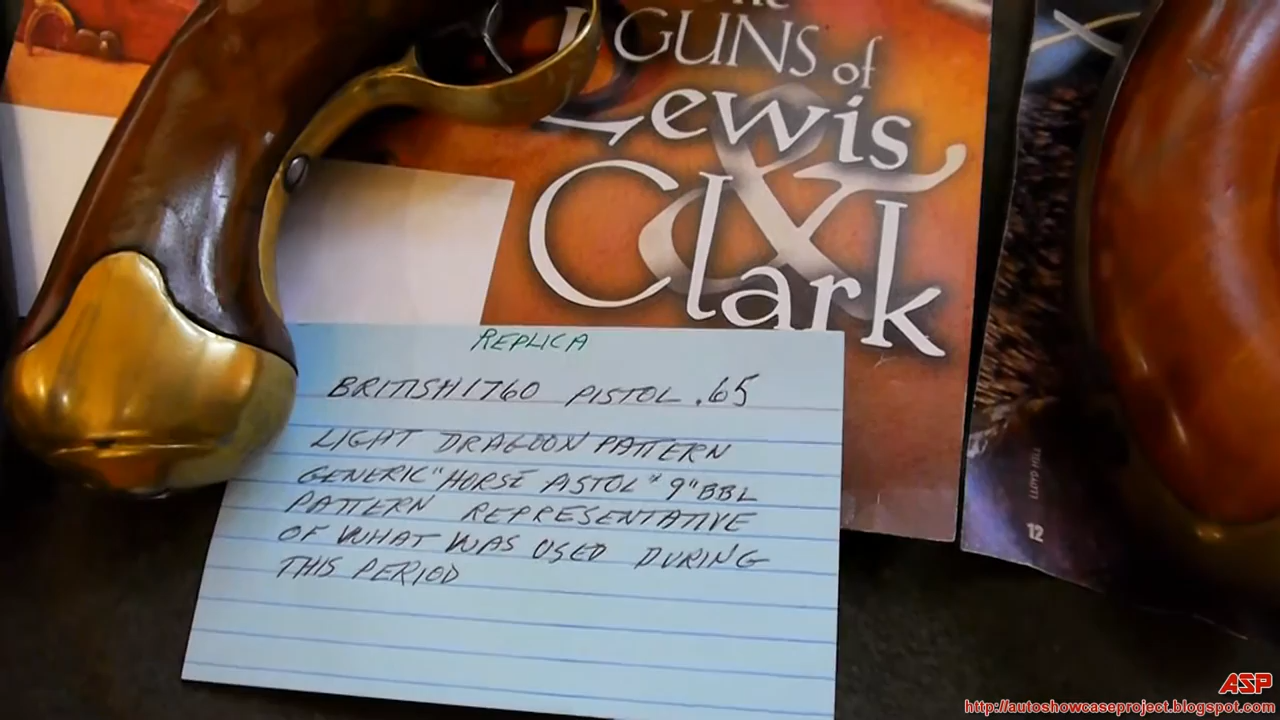 The
GUNS of
Lewis
&
Clark
REPLICA
BRITISH 1760 PISTOL .65
LIGHT DRAGOON PATTERN
GENERIC "HORSE PISTOL" 9" BBL
PATTERN REPRESENTATIVE
OF WHAT WAS USED DURING
THIS PERIOD
12
ASP
http://autoshowcaseproject.blogspot.com